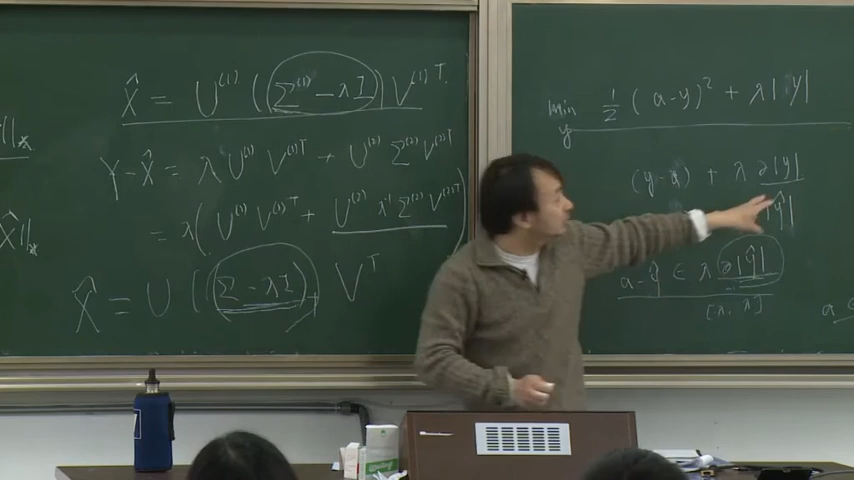 X̂ = U⁽¹⁾ (Σ⁽¹⁾ − λI) V⁽¹⁾ᵀ.
‖*
Y − X̂ = λ U⁽¹⁾ V⁽¹⁾ᵀ + U⁽²⁾ Σ⁽²⁾ V⁽²⁾ᵀ
X̂‖*
= λ( U⁽¹⁾ V⁽¹⁾ᵀ + U⁽²⁾ λ⁻¹ Σ⁽²⁾ V⁽²⁾ᵀ )
X̂ = U (Σ − λI)₊ Vᵀ
min y ½ (a−y)² + λ|y|
(y−a) + λ ∂|y|
|ŷ|
a−ŷ ∈ λ ∂|ŷ|
[λ, λ]
a